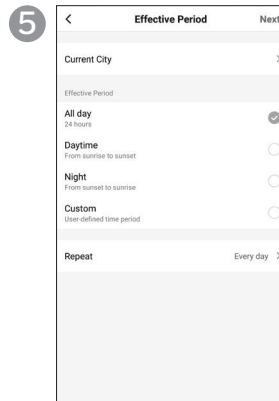 5
Effective Period Next
Current City
Effective Period
All day
24 hours
Daytime
From sunrise to sunset
Night
From sunset to sunrise
Custom
User-defined time period
Repeat Every day